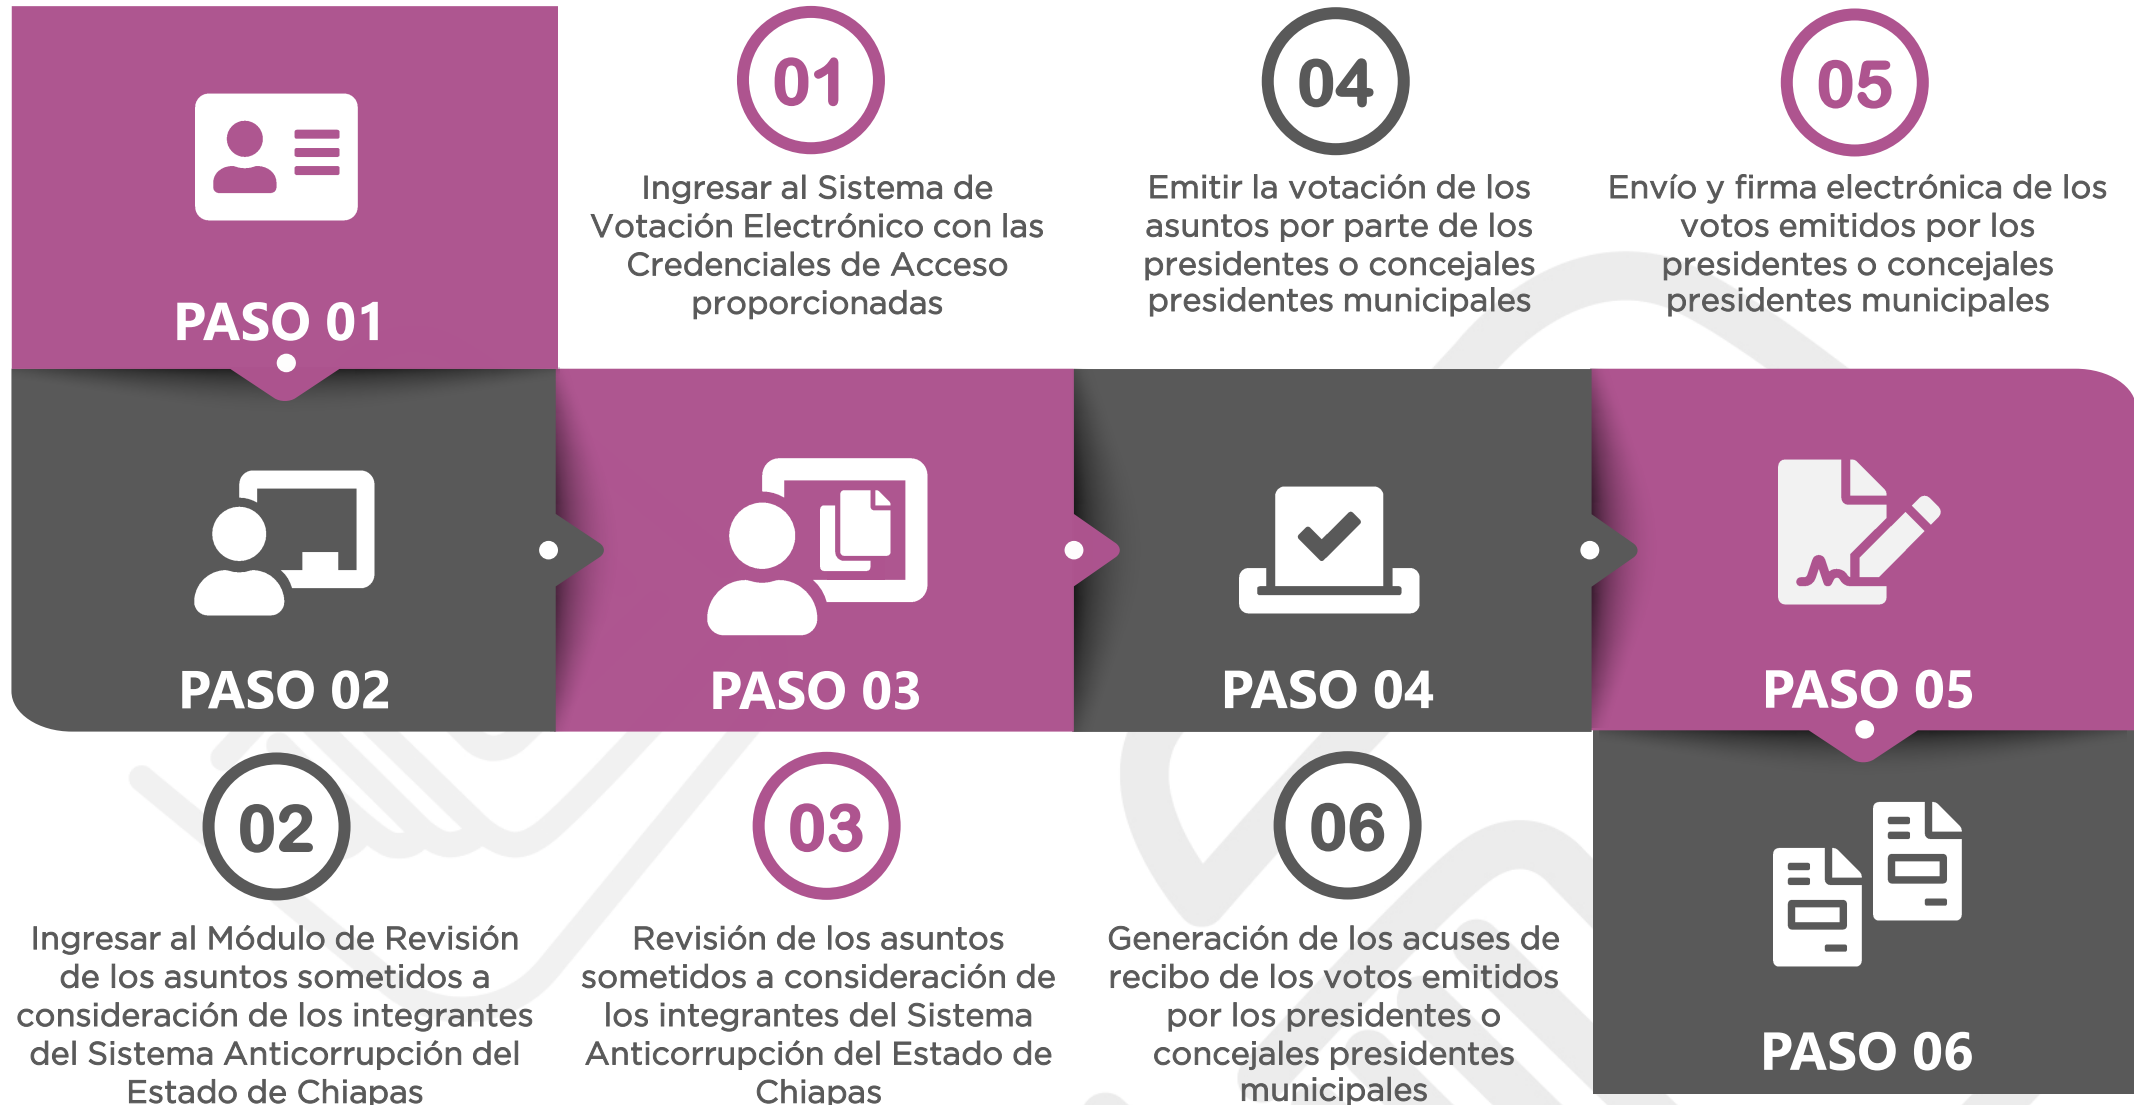 01
Ingresar al Sistema de
Votación Electrónico con las
Credenciales de Acceso
proporcionadas
04
Emitir la votación de los
asuntos por parte de los
presidentes o concejales
presidentes municipales
05
Envío y firma electrónica de los
votos emitidos por los
presidentes o concejales
presidentes municipales
PASO 01
PASO 02
PASO 03
PASO 04
PASO 05
02
Ingresar al Módulo de Revisión
de los asuntos sometidos a
consideración de los integrantes
del Sistema Anticorrupción del
Estado de Chiapas
03
Revisión de los asuntos
sometidos a consideración de
los integrantes del Sistema
Anticorrupción del Estado de
Chiapas
06
Generación de los acuses de
recibo de los votos emitidos
por los presidentes o
concejales presidentes
municipales
PASO 06